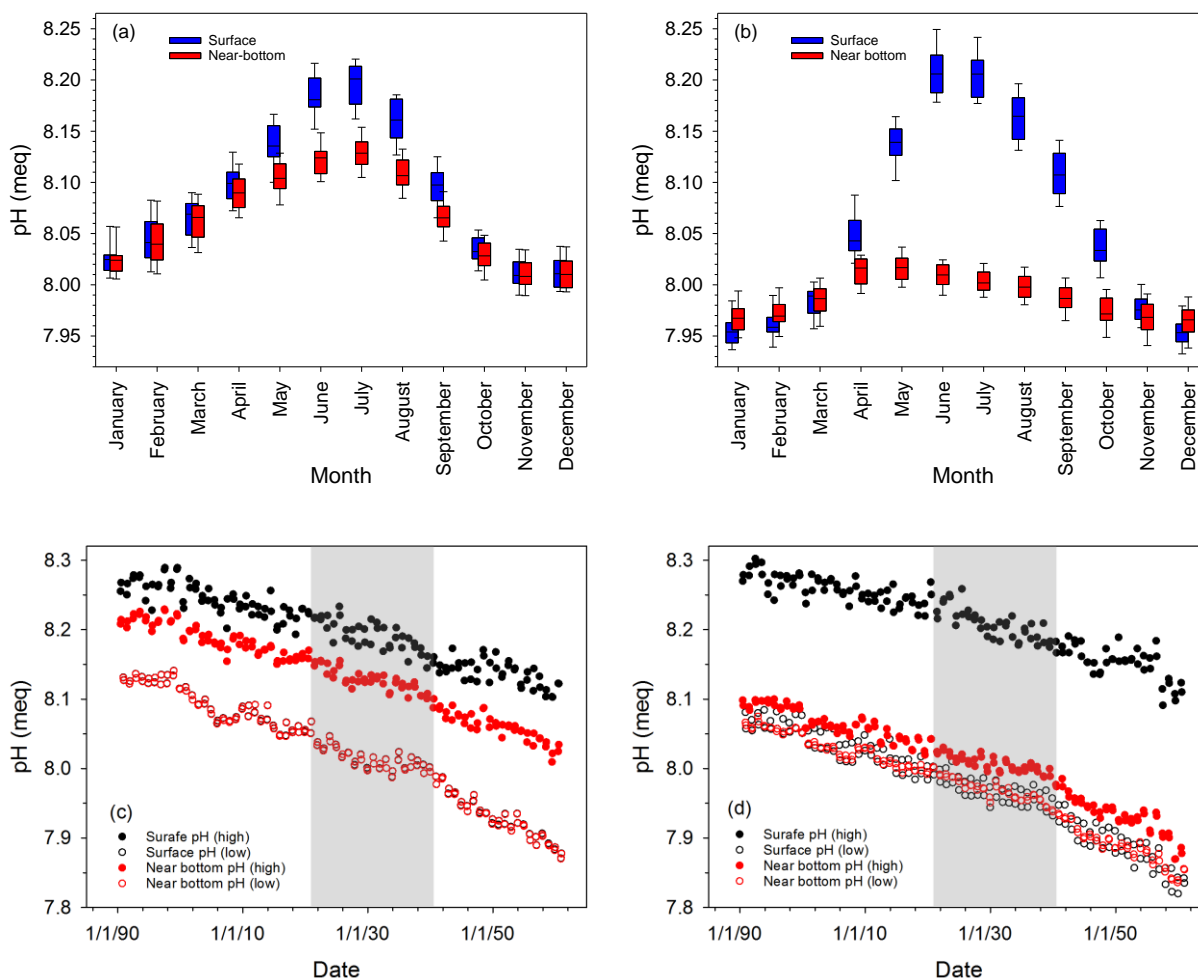 (a)
Surface
Near-bottom
8.25
8.20
8.15
8.10
8.05
8.00
7.95
pH (meq)
January
February
March
April
May
June
July
August
September
October
November
December
Month
(b)
Surface
Near bottom
8.25
8.20
8.15
8.10
8.05
8.00
7.95
pH (meq)
January
February
March
April
May
June
July
August
September
October
November
December
Month
8.3
8.2
8.1
8.0
7.9
7.8
pH (meq)
(c)
Surafe pH (high)
Surface pH (low)
Near bottom pH (high)
Near bottom pH (low)
1/1/90 1/1/10 1/1/30 1/1/50
Date
8.3
8.2
8.1
8.0
7.9
7.8
pH (meq)
(d)
Surafe pH (high)
Surface pH (low)
Near bottom pH (high)
Near bottom pH (low)
1/1/90 1/1/10 1/1/30 1/1/50
Date